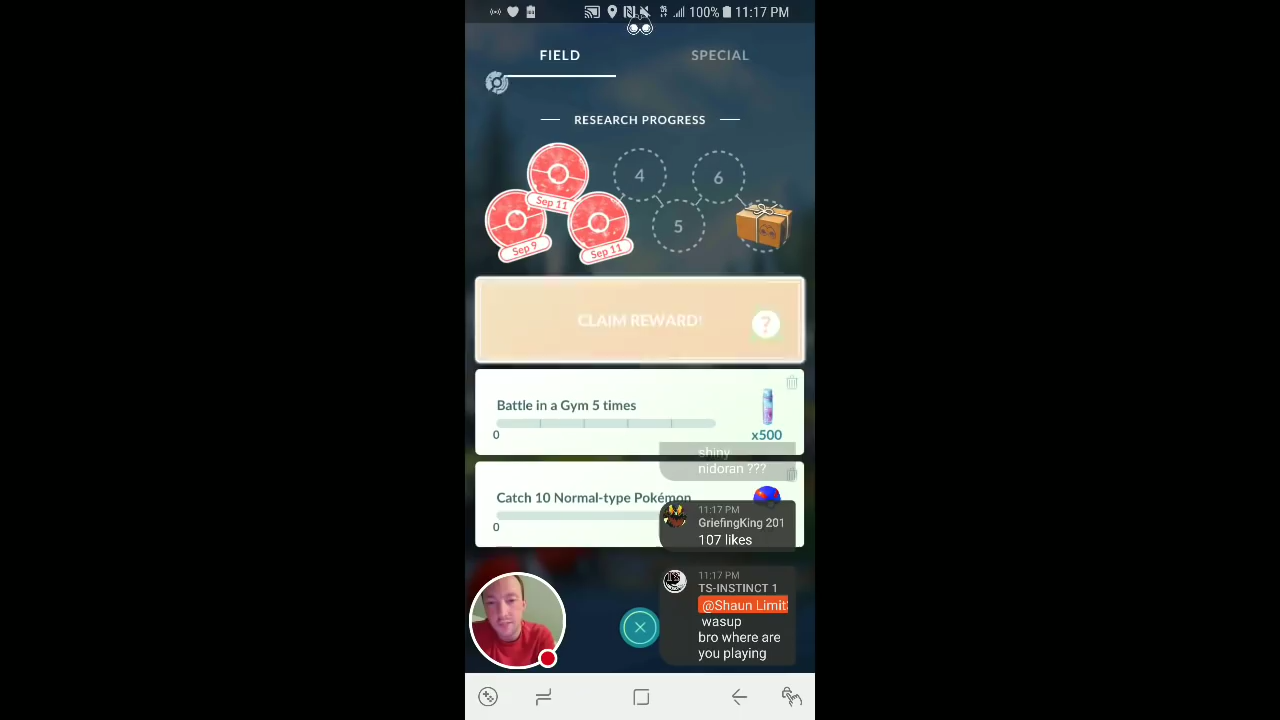 100% 11:17 PM
FIELD SPECIAL
RESEARCH PROGRESS
4 6
Sep 11
5
Sep 9 Sep 11
CLAIM REWARD!
?
Battle in a Gym 5 times
0 x500
shiny
nidoran ???
Catch 10 Normal-type Pokémon
0
11:17 PM
GriefingKing 201
107 likes
11:17 PM
TS-INSTINCT 1
@Shaun Limit
wasup
bro where are
you playing